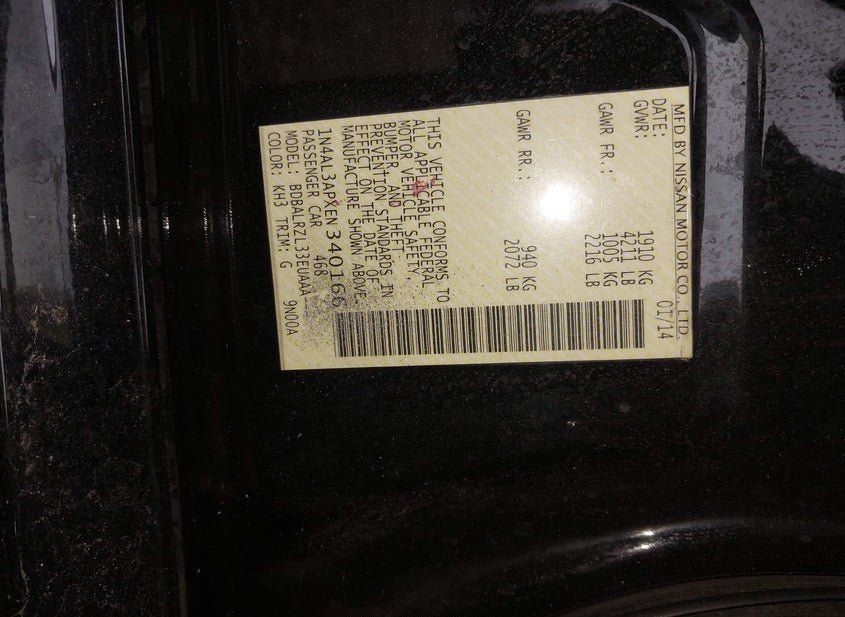 MFD BY NISSAN MOTOR CO., LTD.
DATE: 01/14
GVWR: 1910 KG
4211 LB
GAWR FR.: 1005 KG
2216 LB
GAWR RR.: 940 KG
2072 LB
THIS VEHICLE CONFORMS TO
ALL APPLICABLE FEDERAL
MOTOR VEHICLE SAFETY,
BUMPER, AND THEFT
PREVENTION STANDARDS IN
EFFECT ON THE DATE OF
MANUFACTURE SHOWN ABOVE
1N4AL3APXEN340166
PASSENGER CAR 468
MODEL: BDBALRZL33EUAAA
COLOR: KH3 TRIM: G 9N00A